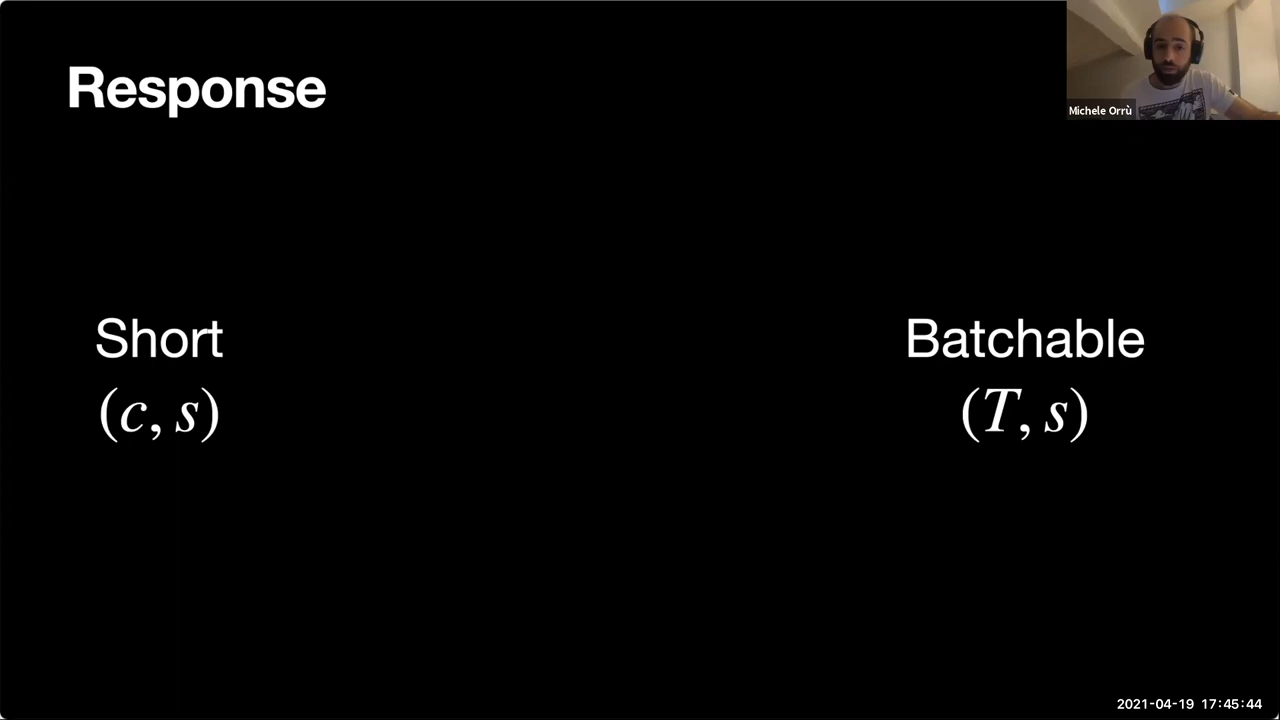 Response
Michele Orrù
Short
(c, s)
Batchable
(T, s)
2021-04-19 17:45:44